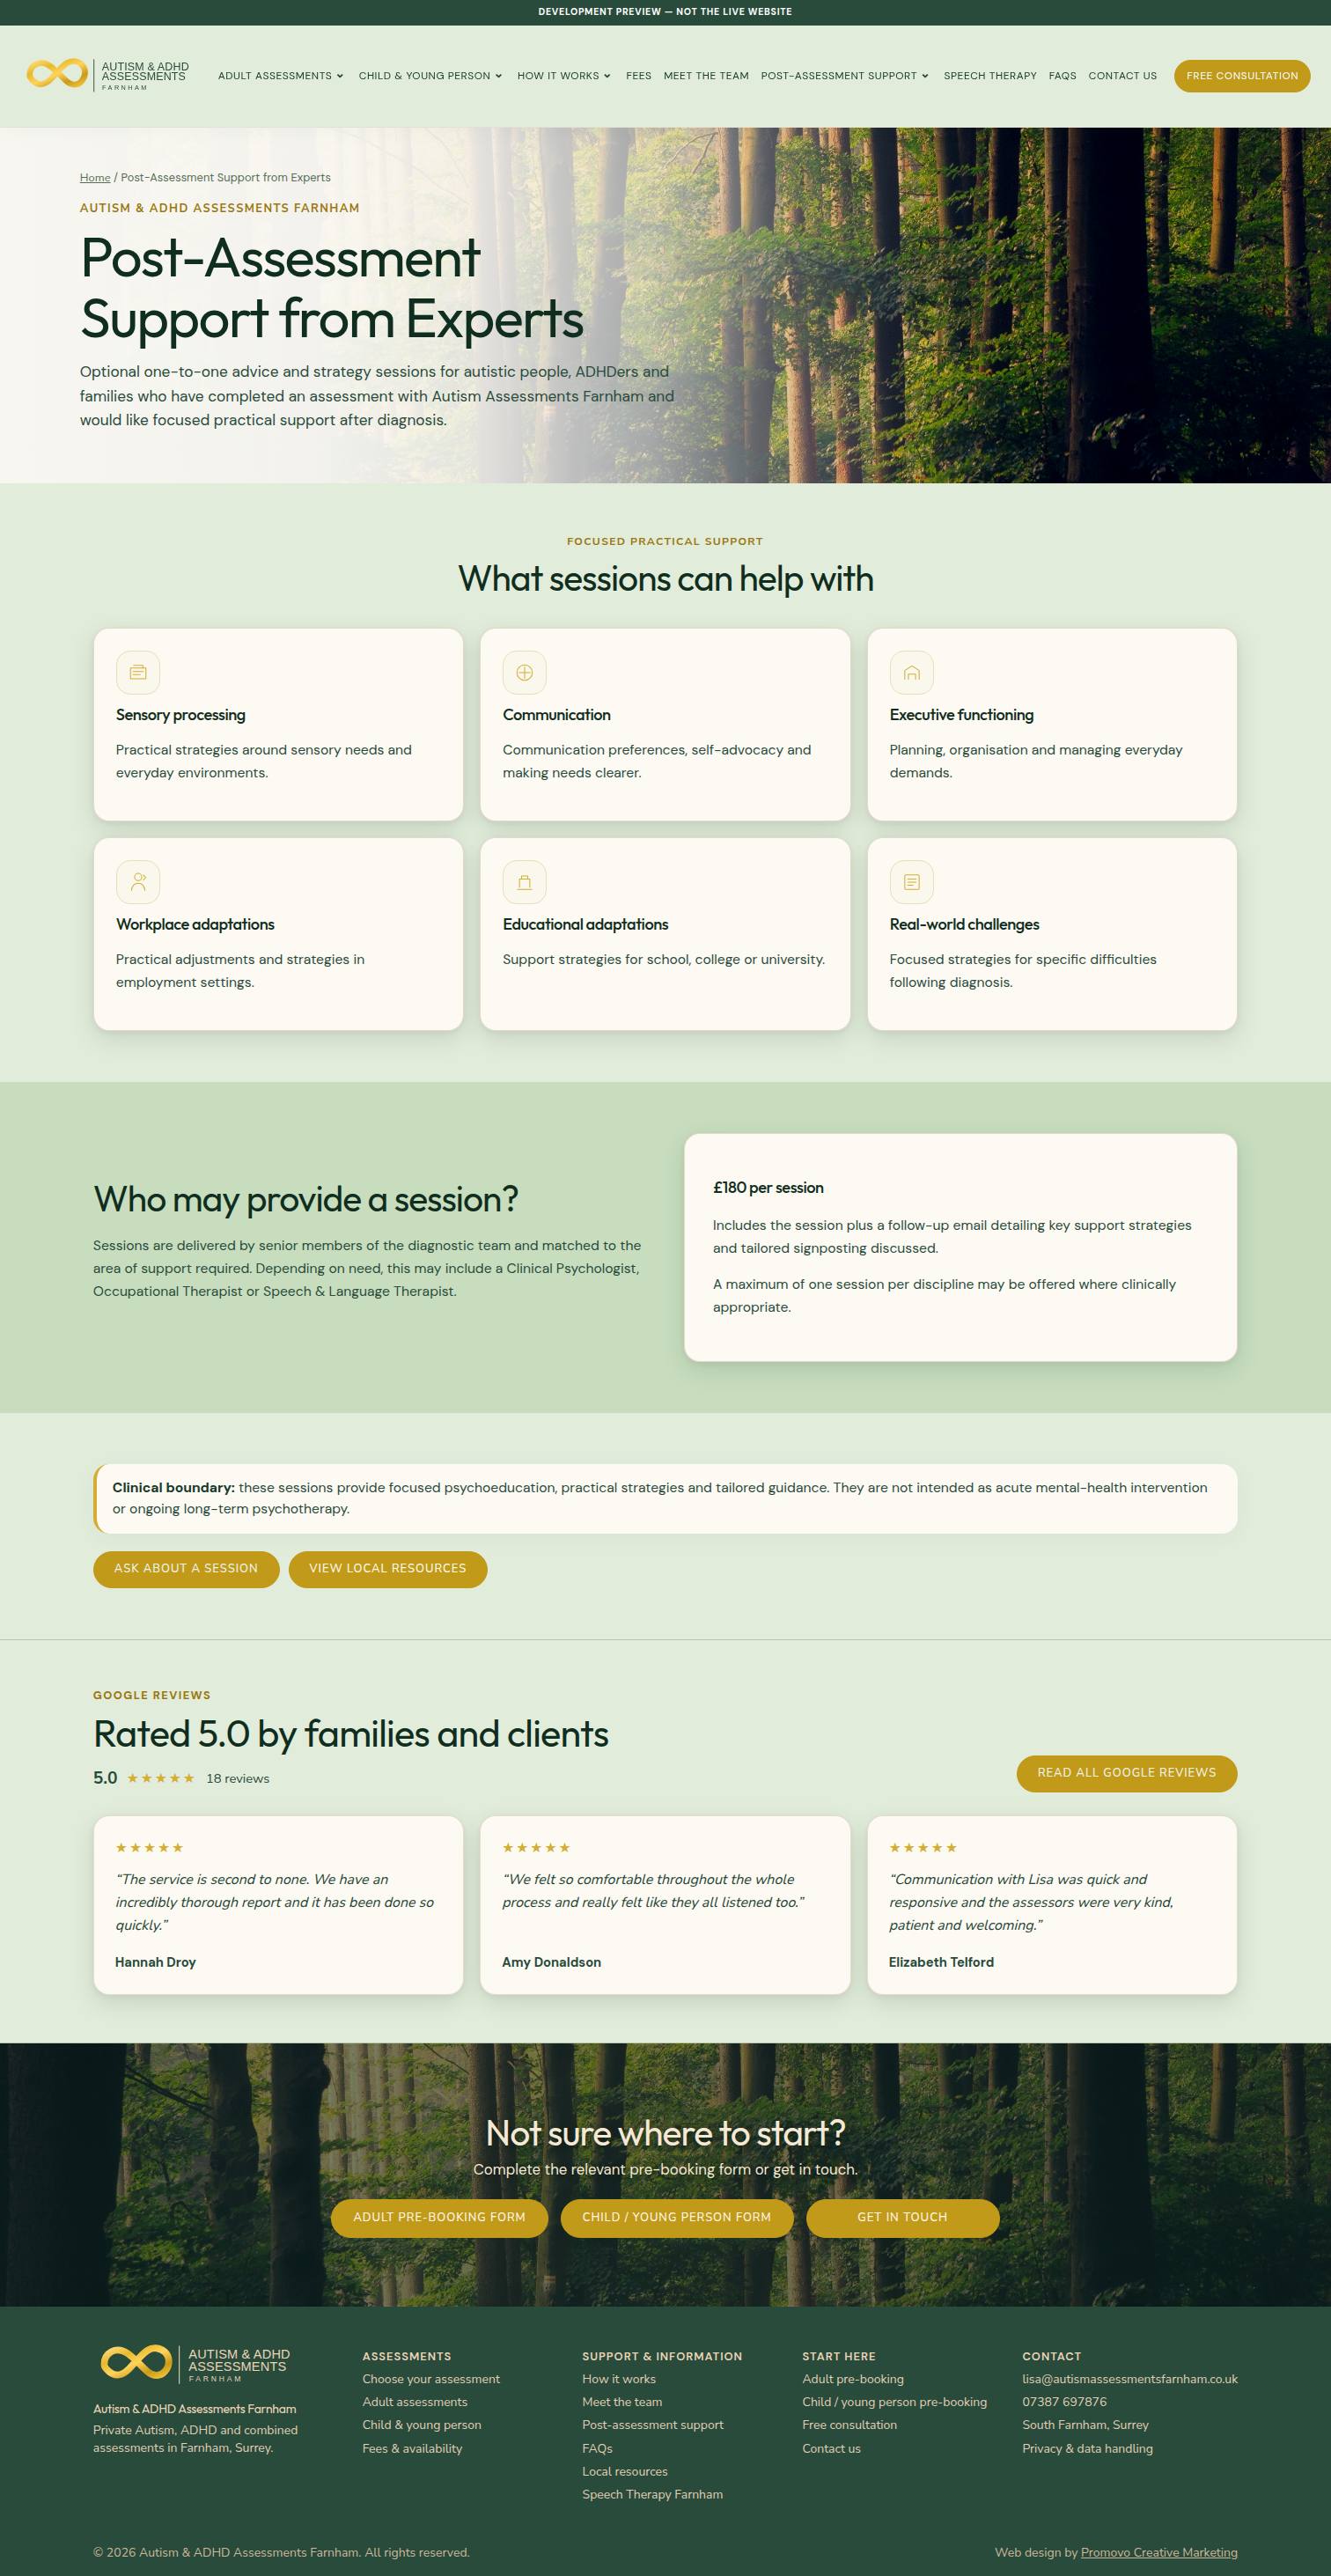 DEVELOPMENT PREVIEW — NOT THE LIVE WEBSITE
AUTISM & ADHD
ASSESSMENTS
FARNHAM
ADULT ASSESSMENTS
CHILD & YOUNG PERSON
HOW IT WORKS
FEES
MEET THE TEAM
POST-ASSESSMENT SUPPORT
SPEECH THERAPY
FAQS
CONTACT US
FREE CONSULTATION
Home / Post-Assessment Support from Experts
AUTISM & ADHD ASSESSMENTS FARNHAM
Post-Assessment
Support from Experts
Optional one-to-one advice and strategy sessions for autistic people, ADHDers and
families who have completed an assessment with Autism Assessments Farnham and
would like focused practical support after diagnosis.
FOCUSED PRACTICAL SUPPORT
What sessions can help with
Sensory processing
Practical strategies around sensory needs and
everyday environments.
Communication
Communication preferences, self-advocacy and
making needs clearer.
Executive functioning
Planning, organisation and managing everyday
demands.
Workplace adaptations
Practical adjustments and strategies in
employment settings.
Educational adaptations
Support strategies for school, college or university.
Real-world challenges
Focused strategies for specific difficulties
following diagnosis.
Who may provide a session?
Sessions are delivered by senior members of the diagnostic team and matched to the
area of support required. Depending on need, this may include a Clinical Psychologist,
Occupational Therapist or Speech & Language Therapist.
£180 per session
Includes the session plus a follow-up email detailing key support strategies
and tailored signposting discussed.
A maximum of one session per discipline may be offered where clinically
appropriate.
Clinical boundary: these sessions provide focused psychoeducation, practical strategies and tailored guidance. They are not intended as acute mental-health intervention
or ongoing long-term psychotherapy.
ASK ABOUT A SESSION
VIEW LOCAL RESOURCES
GOOGLE REVIEWS
Rated 5.0 by families and clients
5.0 ★★★★★ 18 reviews
READ ALL GOOGLE REVIEWS
★★★★★
“The service is second to none. We have an
incredibly thorough report and it has been done so
quickly.”
Hannah Droy
★★★★★
“We felt so comfortable throughout the whole
process and really felt like they all listened too.”
Amy Donaldson
★★★★★
“Communication with Lisa was quick and
responsive and the assessors were very kind,
patient and welcoming.”
Elizabeth Telford
Not sure where to start?
Complete the relevant pre-booking form or get in touch.
ADULT PRE-BOOKING FORM
CHILD / YOUNG PERSON FORM
GET IN TOUCH
AUTISM & ADHD
ASSESSMENTS
FARNHAM
Autism & ADHD Assessments Farnham
Private Autism, ADHD and combined
assessments in Farnham, Surrey.
ASSESSMENTS
Choose your assessment
Adult assessments
Child & young person
Fees & availability
SUPPORT & INFORMATION
How it works
Meet the team
Post-assessment support
FAQs
Local resources
Speech Therapy Farnham
START HERE
Adult pre-booking
Child / young person pre-booking
Free consultation
Contact us
CONTACT
lisa@autismassessmentsfarnham.co.uk
07387 697876
South Farnham, Surrey
Privacy & data handling
© 2026 Autism & ADHD Assessments Farnham. All rights reserved.
Web design by Promovo Creative Marketing